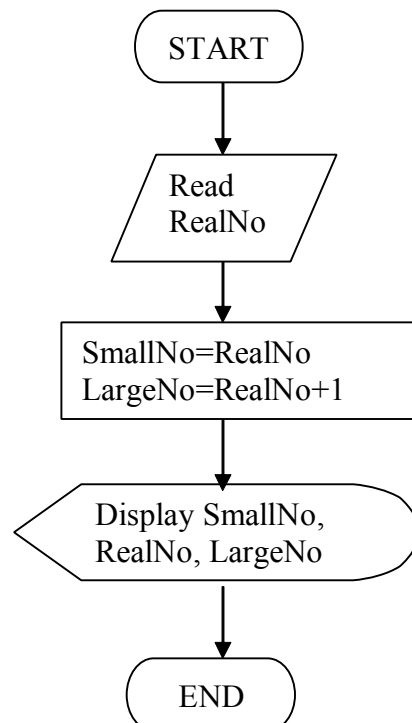 START
Read
RealNo
SmallNo=RealNo
LargeNo=RealNo+1
Display SmallNo,
RealNo, LargeNo
END